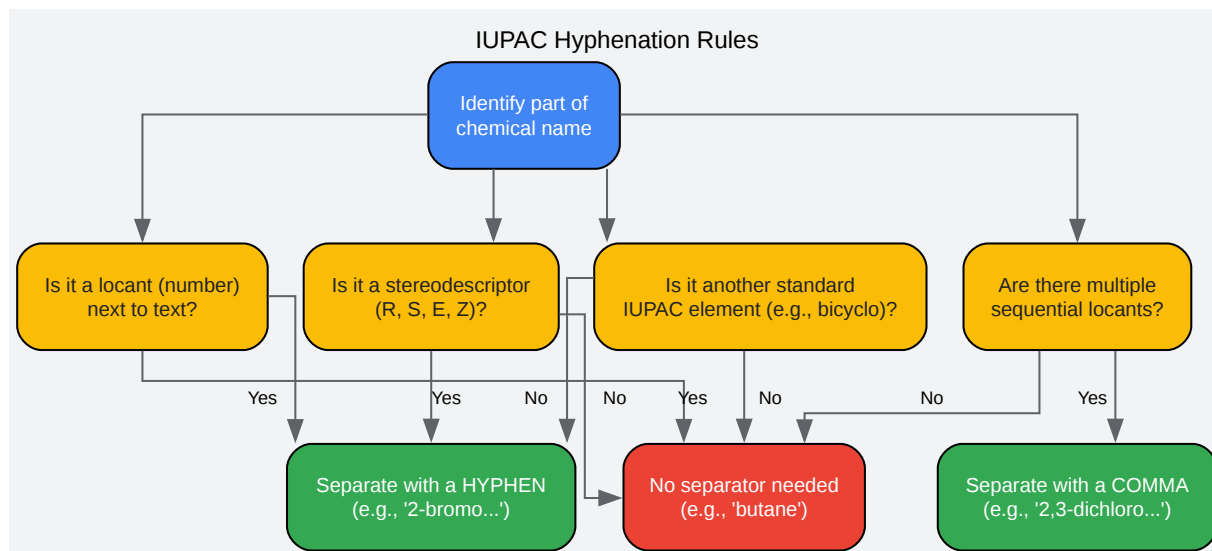 IUPAC Hyphenation Rules
Identify part of
chemical name
Is it a locant (number)
next to text?
Is it a stereodescriptor
(R, S, E, Z)?
Is it another standard
IUPAC element (e.g., bicyclo)?
Are there multiple
sequential locants?
Yes
Yes
No
No
Yes
No
No
Yes
Separate with a HYPHEN
(e.g., '2-bromo...')
No separator needed
(e.g., 'butane')
Separate with a COMMA
(e.g., '2,3-dichloro...')